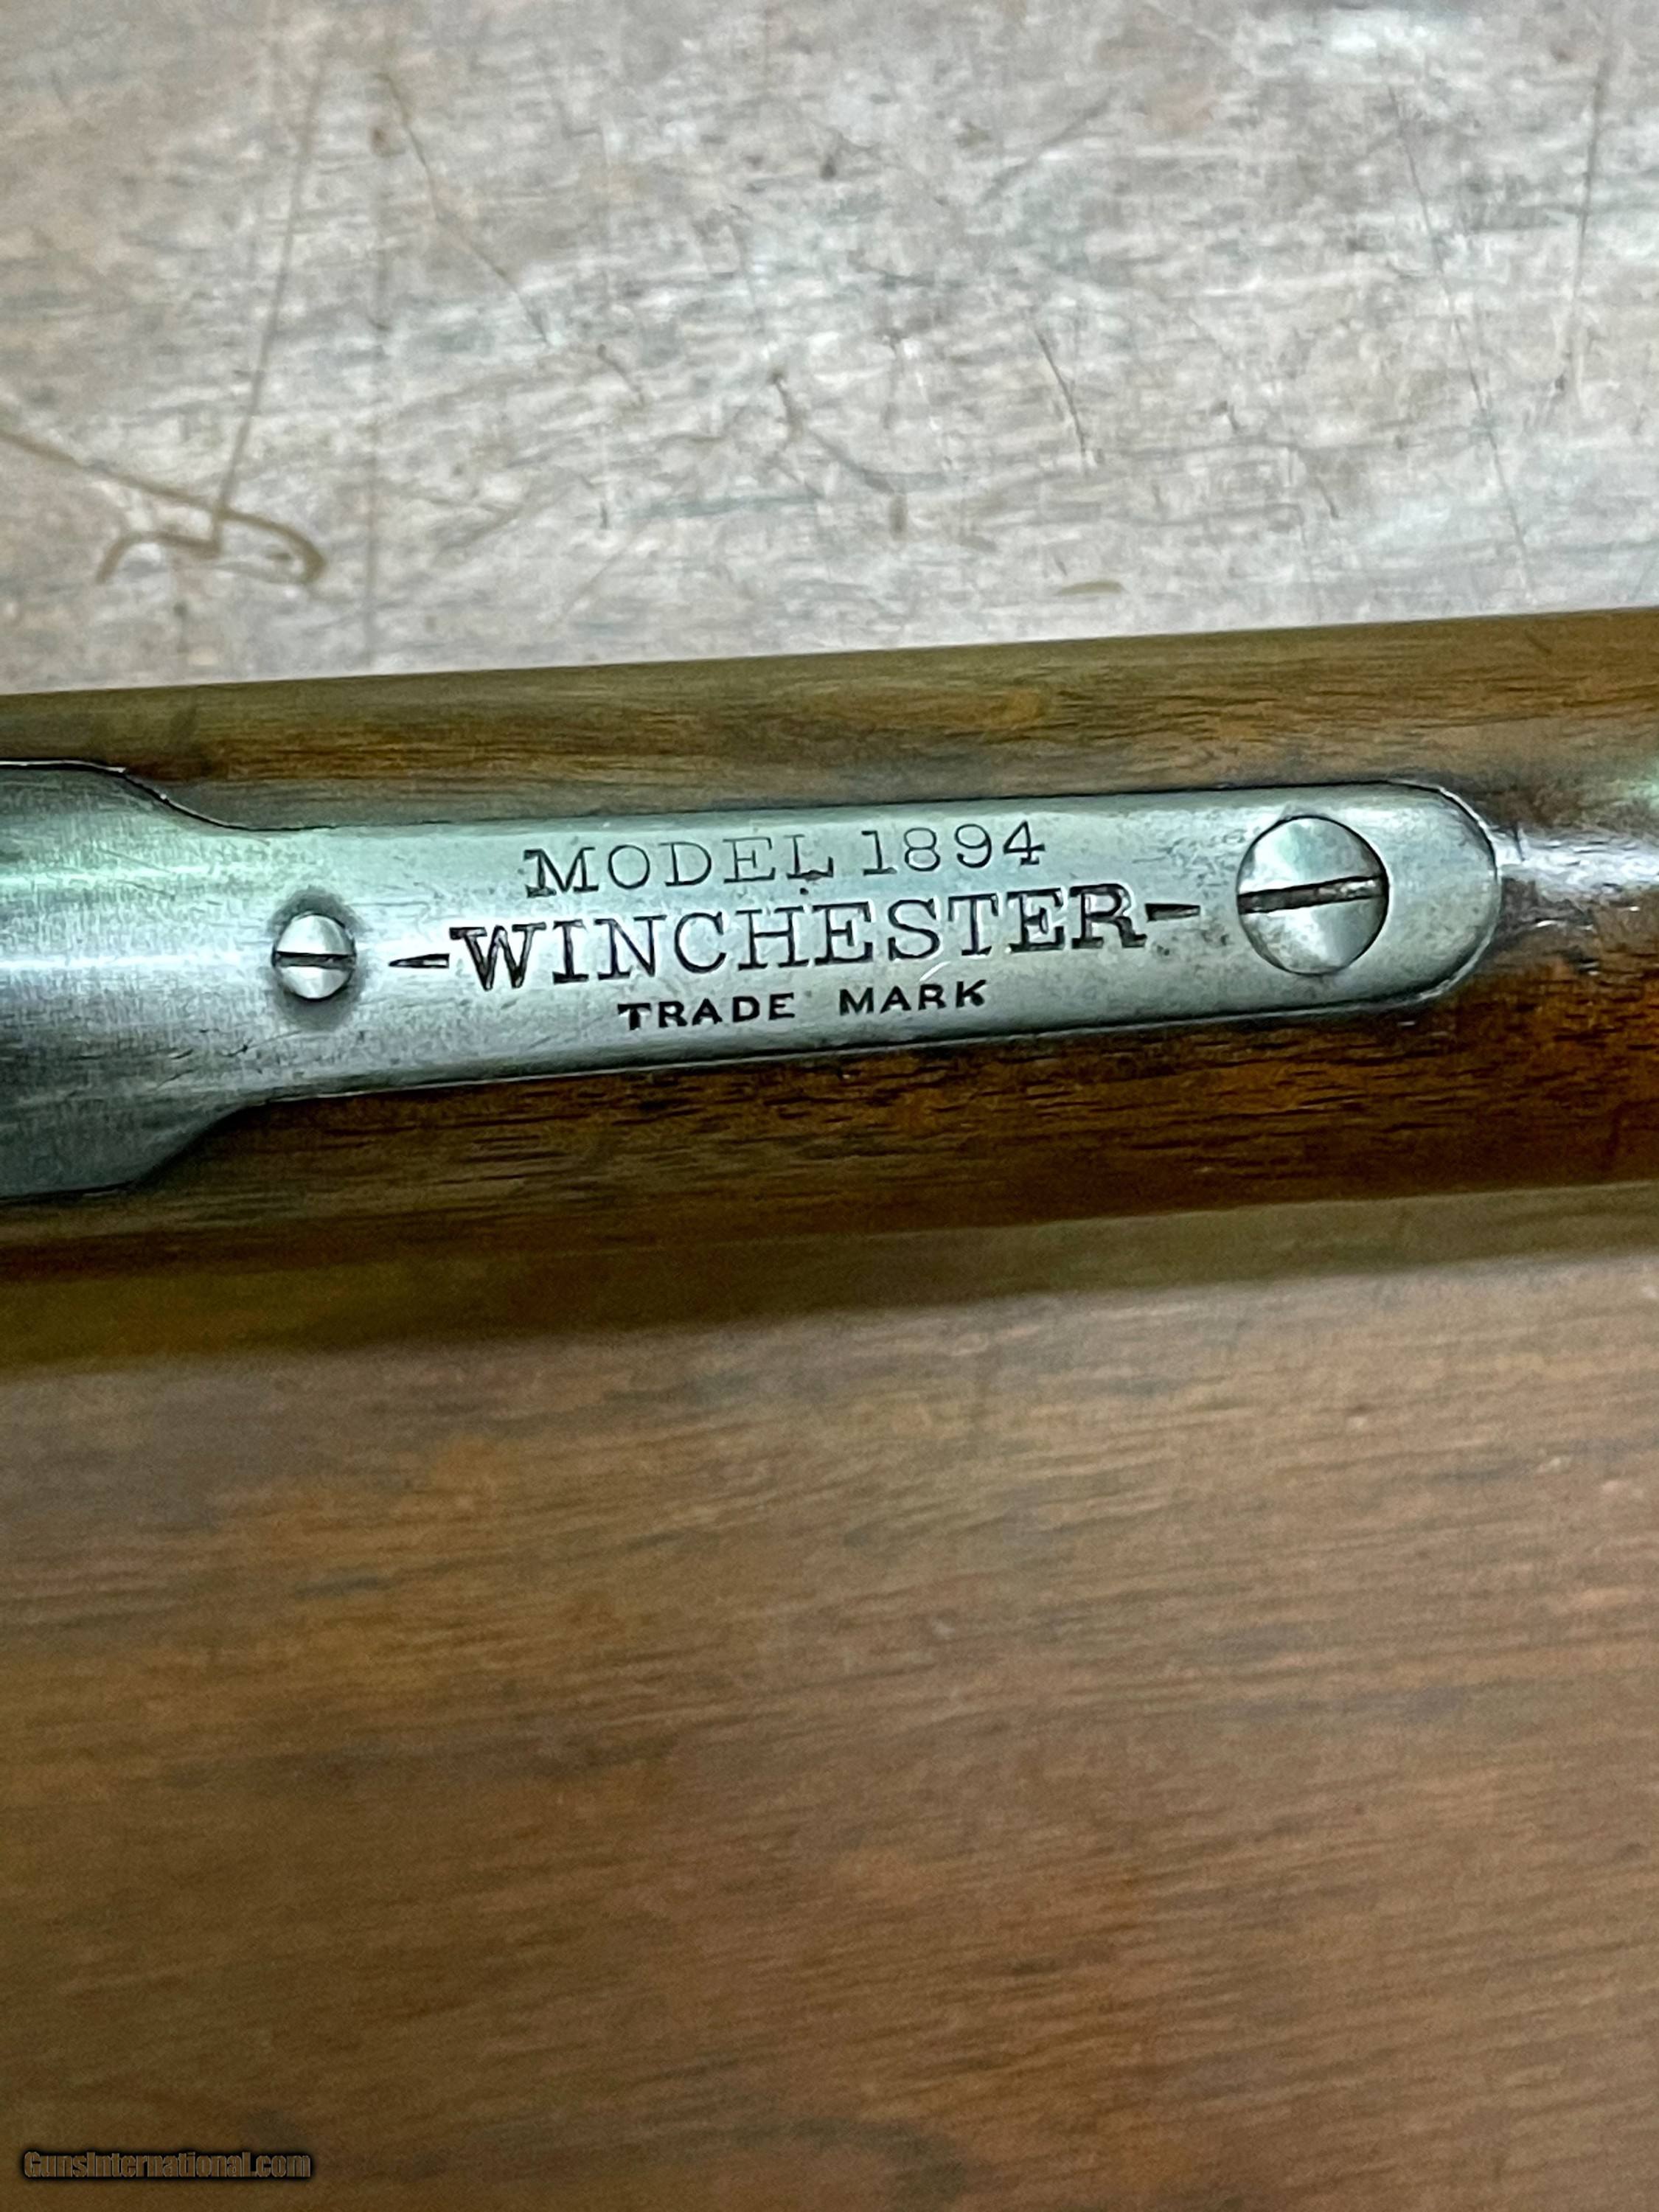 MODEL 1894
-WINCHESTER-
TRADE MARK
GunsInternational.com